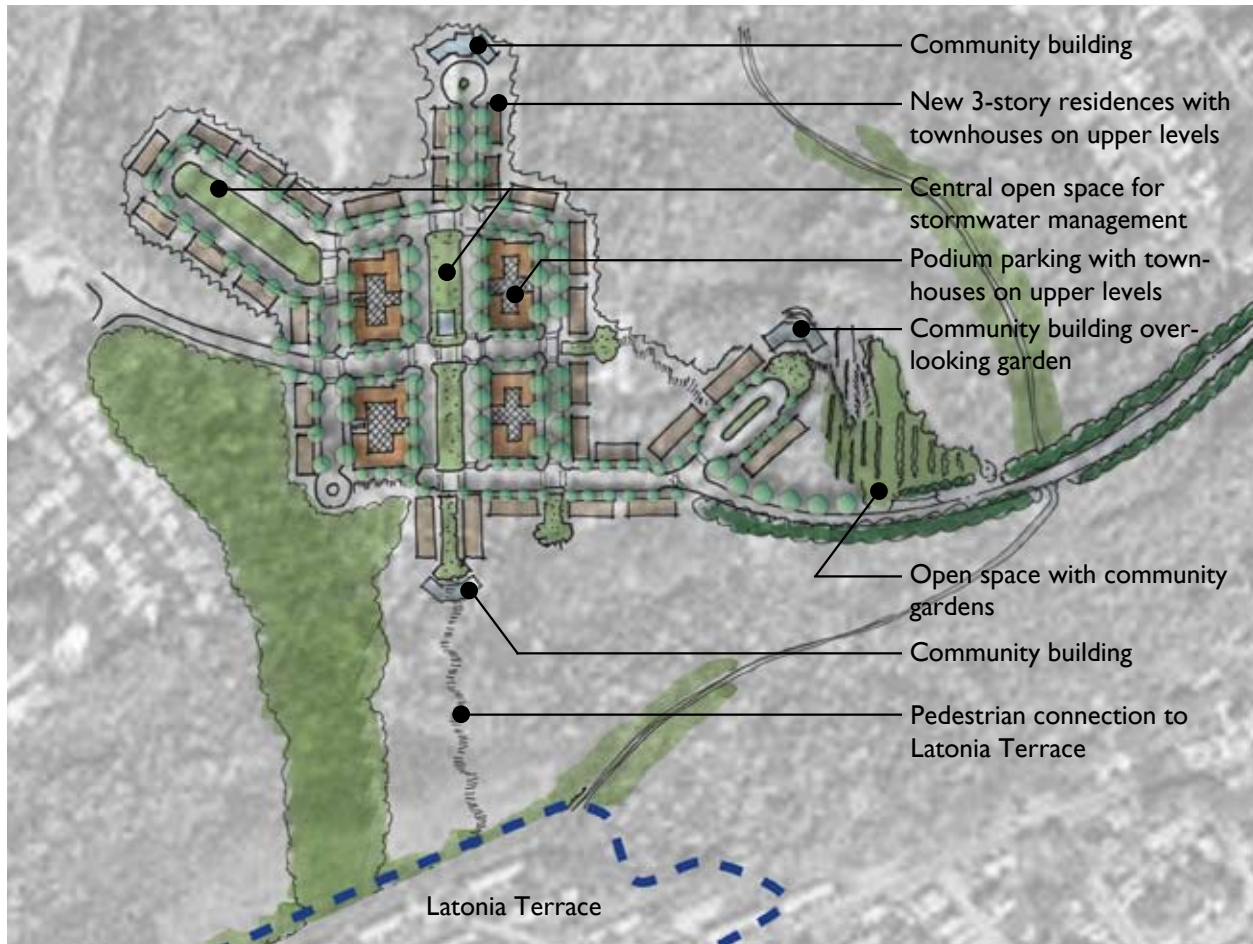 Community building
New 3-story residences with
townhouses on upper levels
Central open space for
stormwater management
Podium parking with town-
houses on upper levels
Community building over-
looking garden
Open space with community
gardens
Community building
Pedestrian connection to
Latonia Terrace
Latonia Terrace